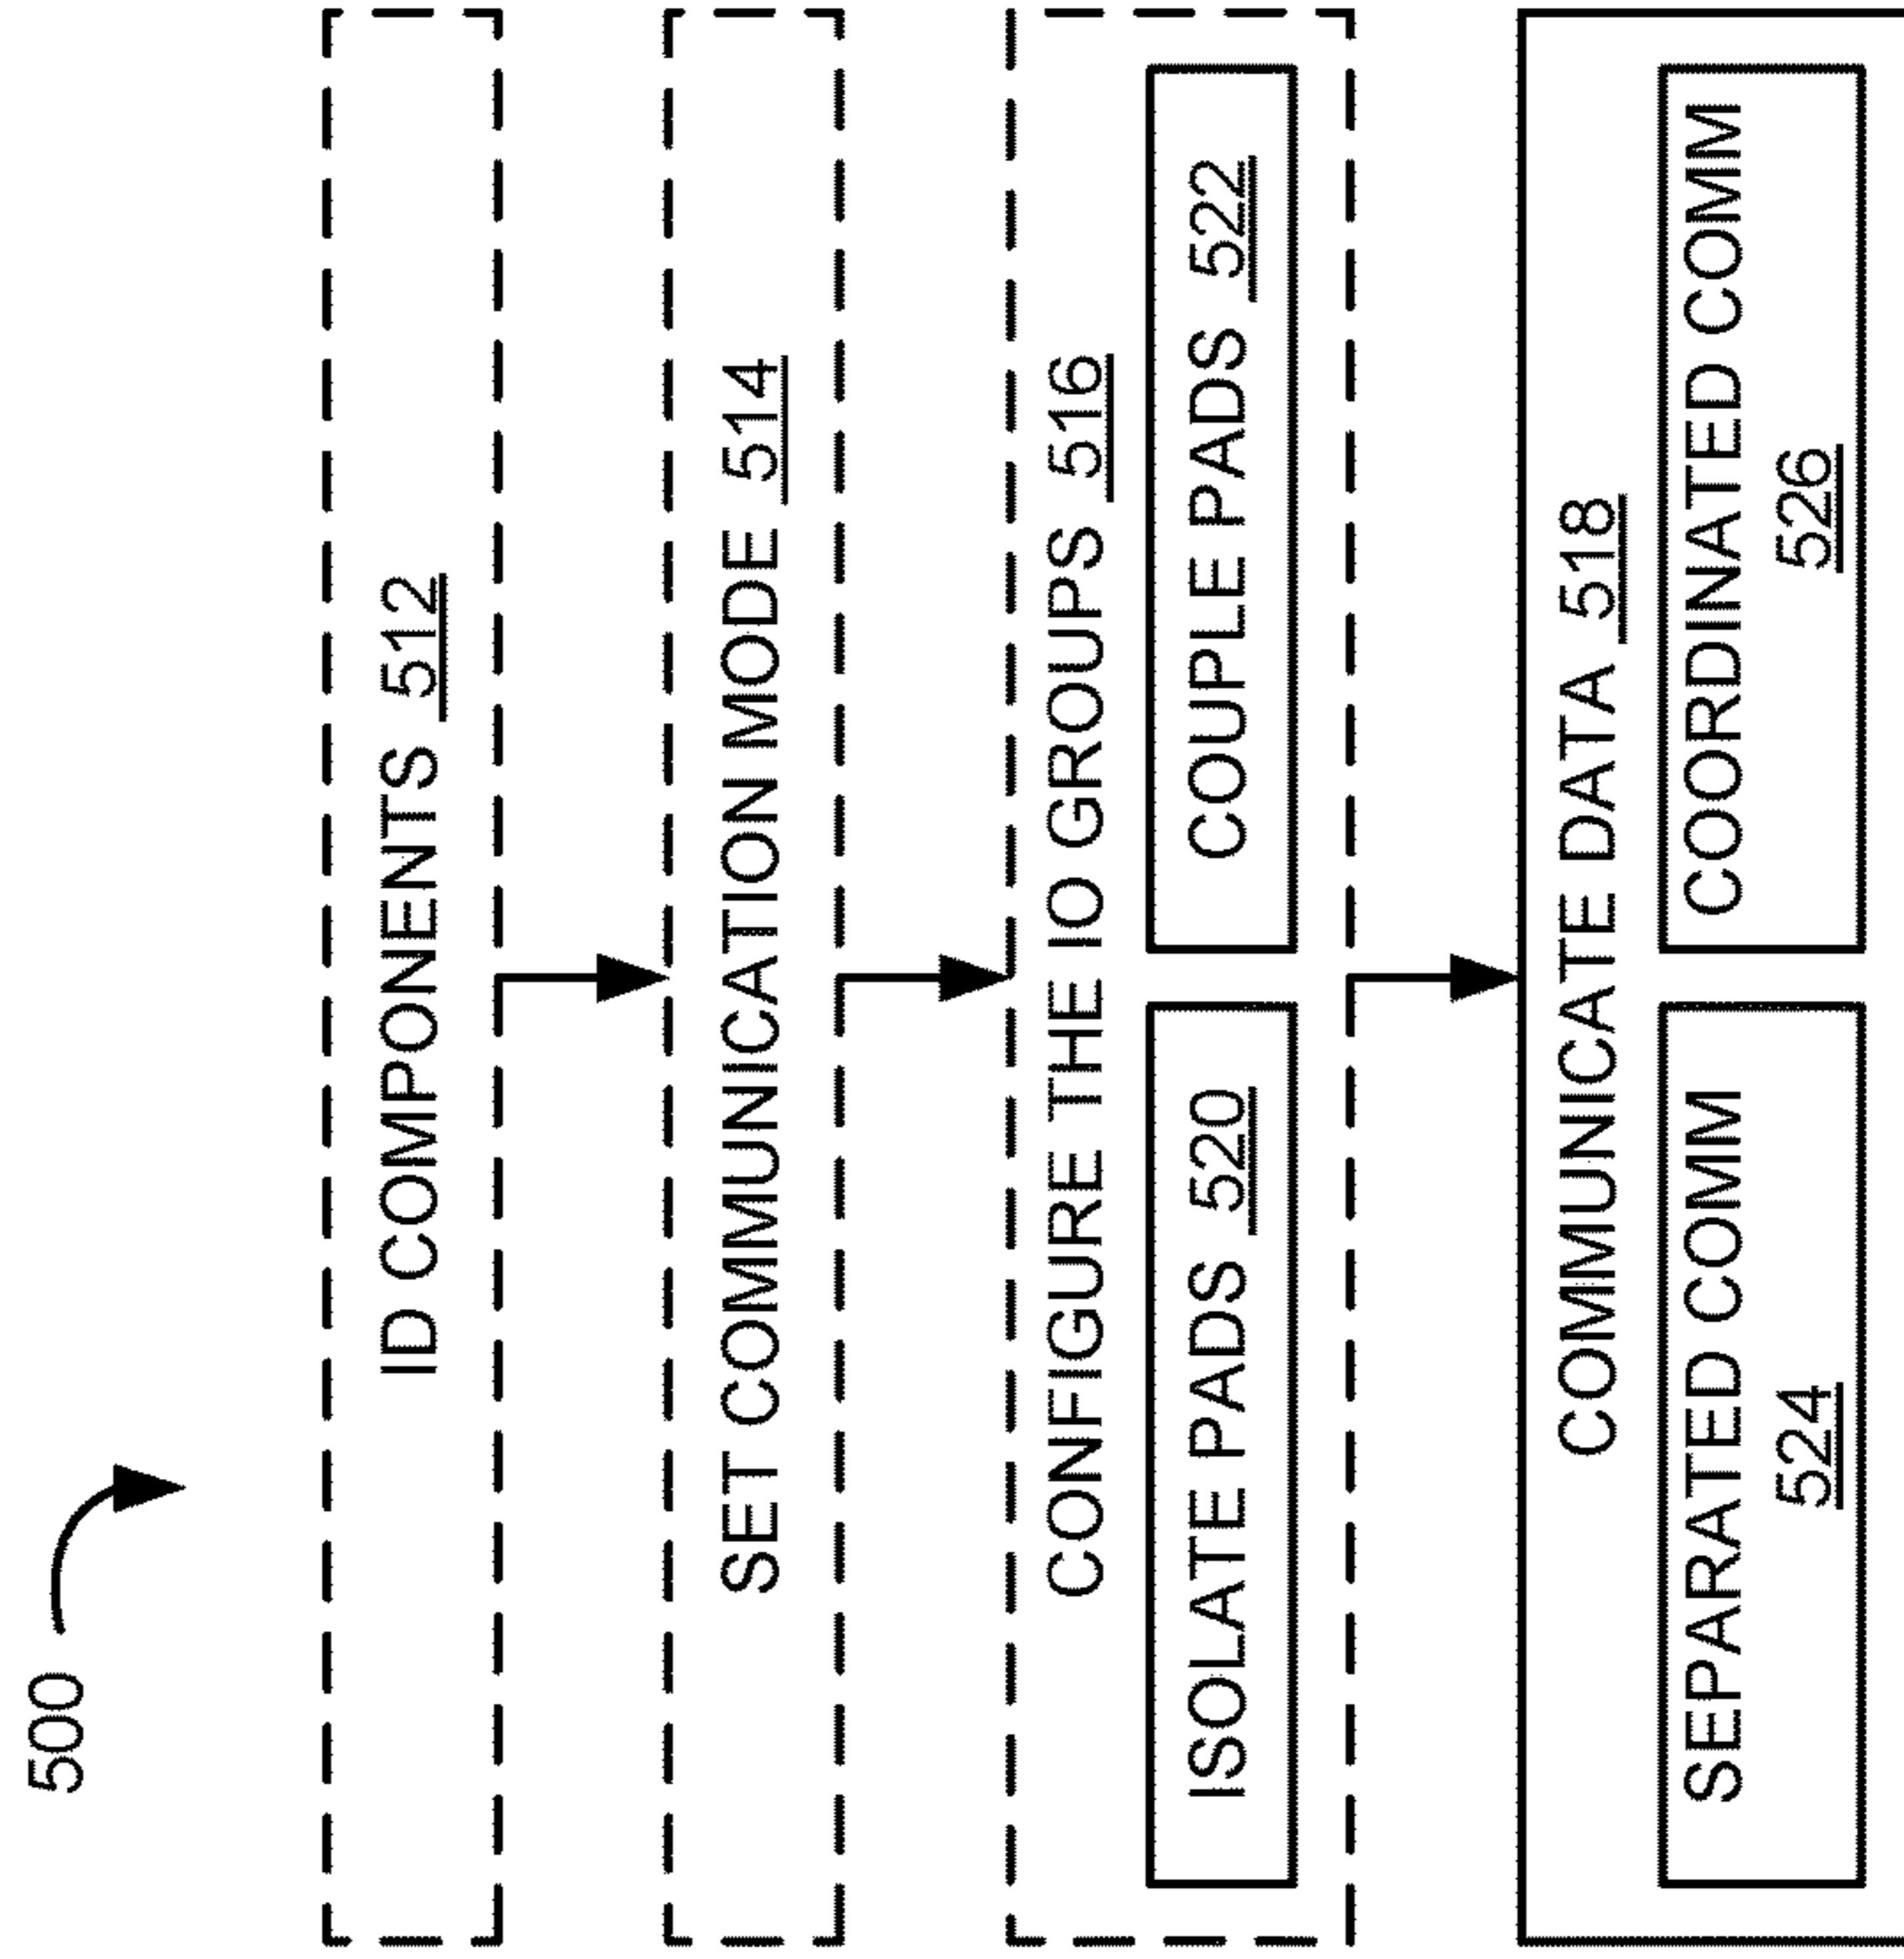 500
ID COMPONENTS 512
SET COMMUNICATION MODE 514
CONFIGURE THE IO GROUPS 516
ISOLATE PADS 520
COUPLE PADS 522
COMMUNICATE DATA 518
SEPARATED COMM
524
COORDINATED COMM
526